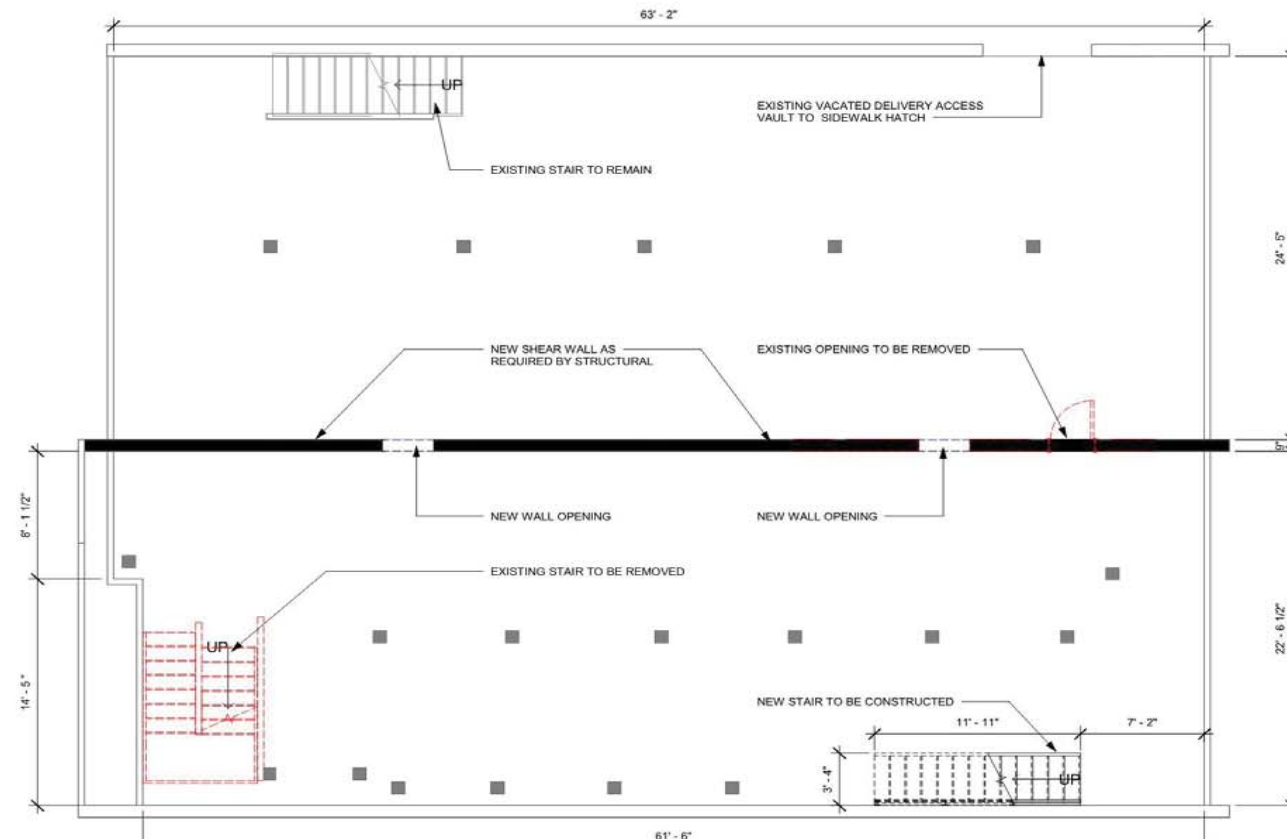 63' - 2"
UP
EXISTING VACATED DELIVERY ACCESS
VAULT TO SIDEWALK HATCH
EXISTING STAIR TO REMAIN
24' - 5"
NEW SHEAR WALL AS
REQUIRED BY STRUCTURAL
EXISTING OPENING TO BE REMOVED
9"
8' - 1 1/2"
NEW WALL OPENING
NEW WALL OPENING
EXISTING STAIR TO BE REMOVED
UP
22' - 6 1/2"
14' - 5"
NEW STAIR TO BE CONSTRUCTED
11' - 11"
7' - 2"
3' - 4"
UP
61' - 6"